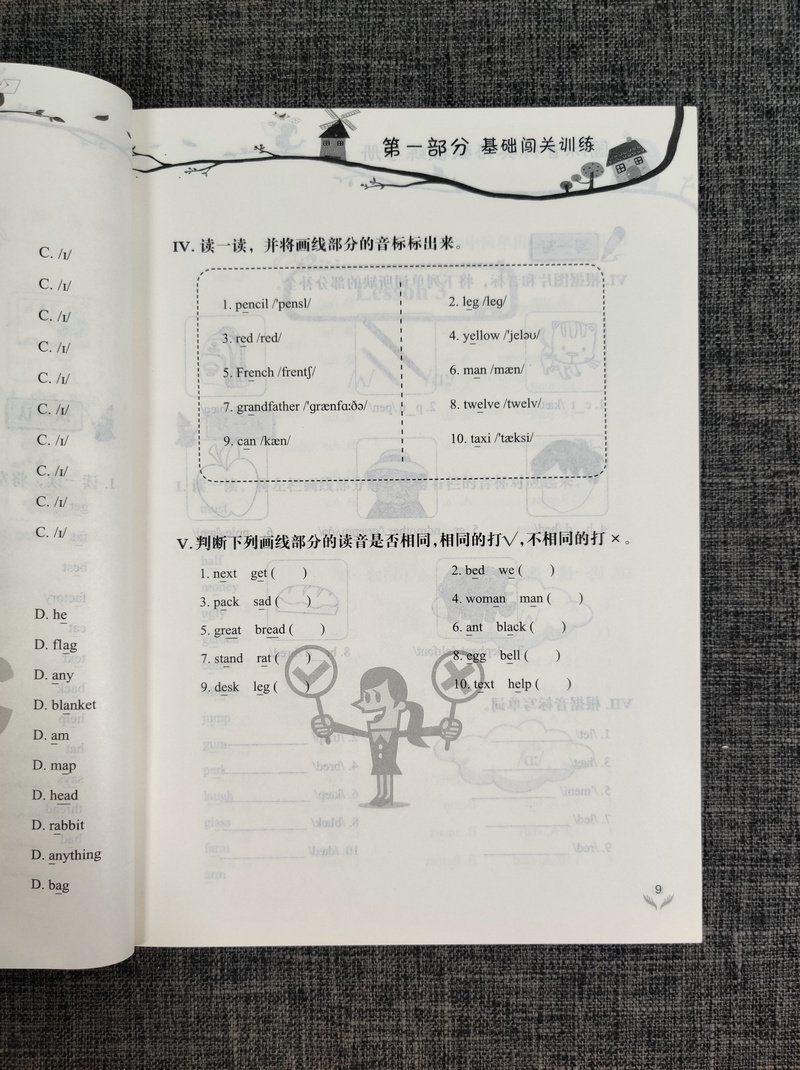 C. /ɪ/
C. /ɪ/
C. /ɪ/
C. /ɪ/
C. /ɪ/
C. /ɪ/
C. /ɪ/
C. /ɪ/
C. /ɪ/
C. /ɪ/
D. he
D. flag
D. any
D. blanket
D. am
D. map
D. head
D. rabbit
D. anything
D. bag
第一部分 基础闯关训练
IV. 读一读，并将画线部分的音标标出来。
1. pencil /'pensl/ 2. leg /leg/
3. red /red/ 4. yellow /'jeləʊ/
5. French /frentʃ/ 6. man /mæn/
7. grandfather /'grænfɑːðə/ 8. twelve /twelv/
9. can /kæn/ 10. taxi /'tæksi/
V. 判断下列画线部分的读音是否相同，相同的打√，不相同的打×。
1. next get ( ) 2. bed we ( )
3. pack sad ( ) 4. woman man ( )
5. great bread ( ) 6. ant black ( )
7. stand rat ( ) 8. egg bell ( )
9. desk leg ( ) 10. text help ( )
9